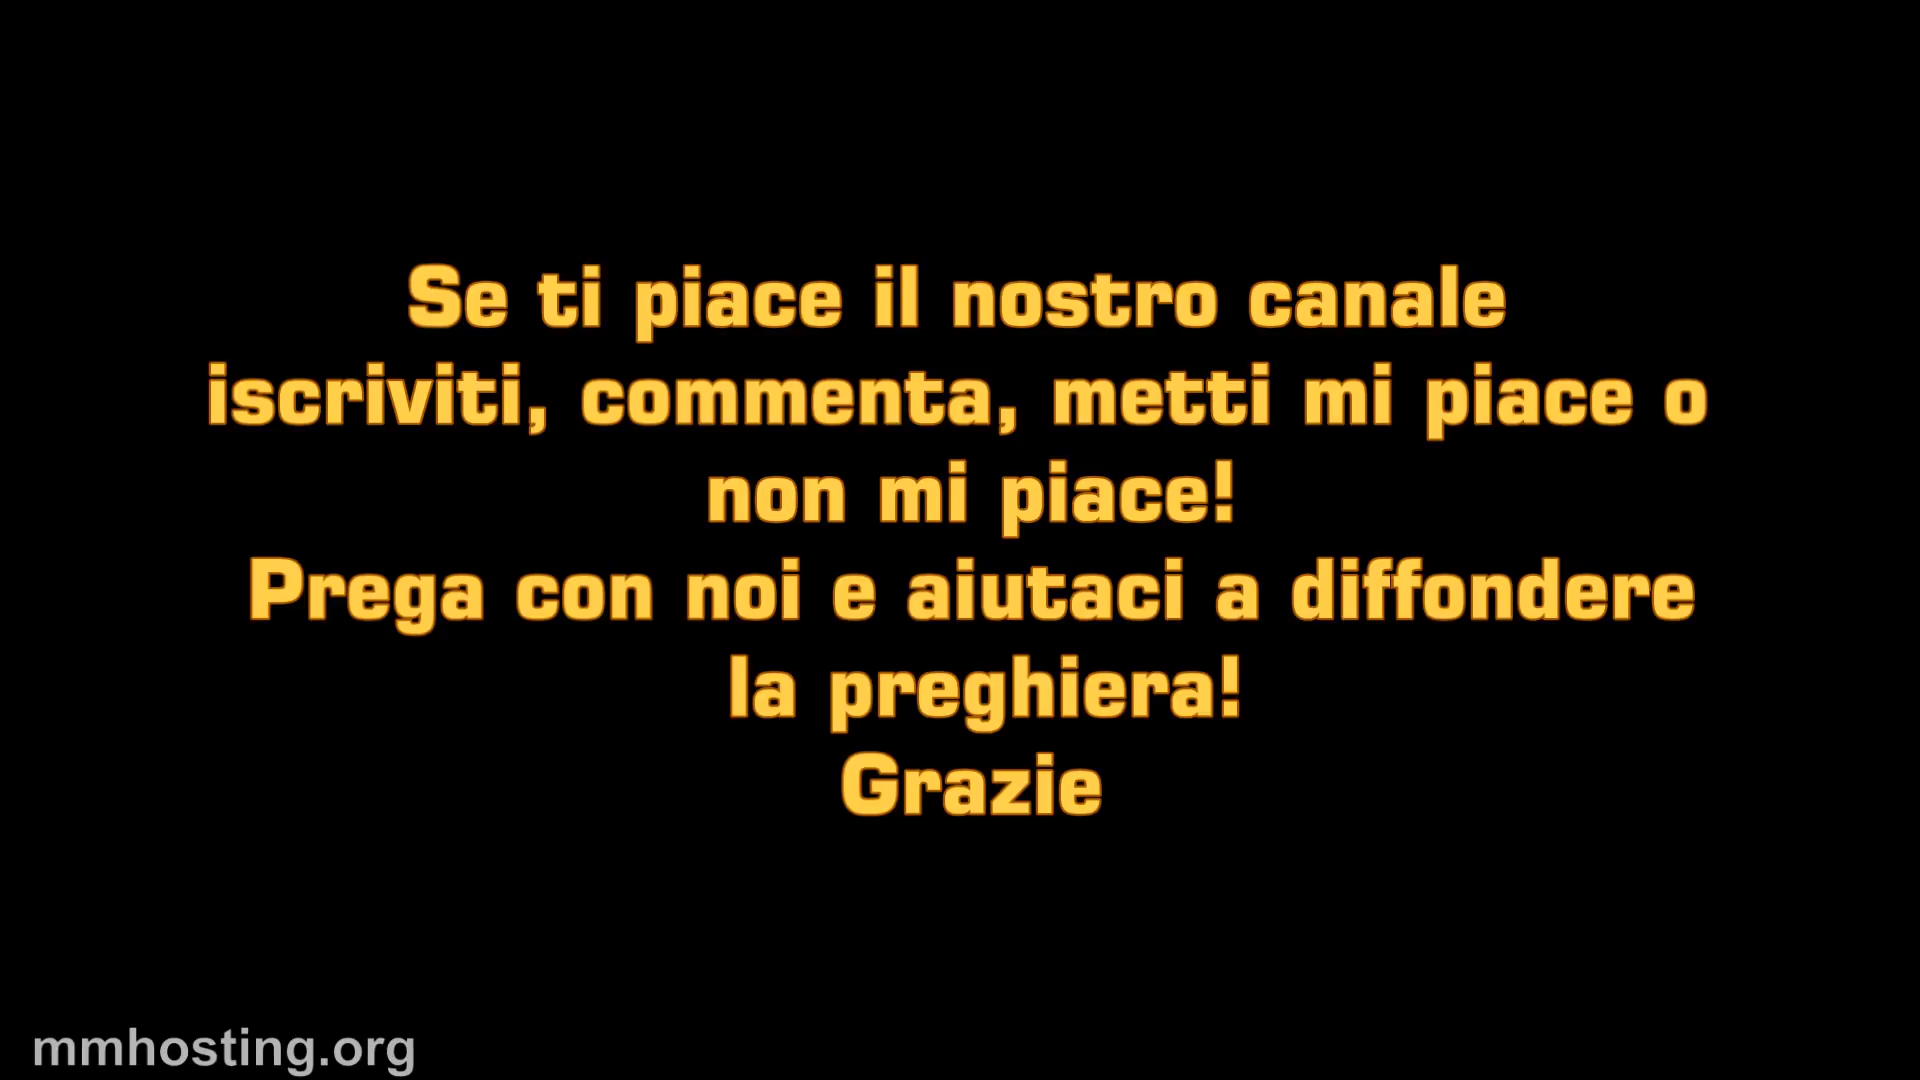 Se ti piace il nostro canale
iscriviti, commenta, metti mi piace o
non mi piace!
Prega con noi e aiutaci a diffondere
la preghiera!
Grazie
mmhosting.org